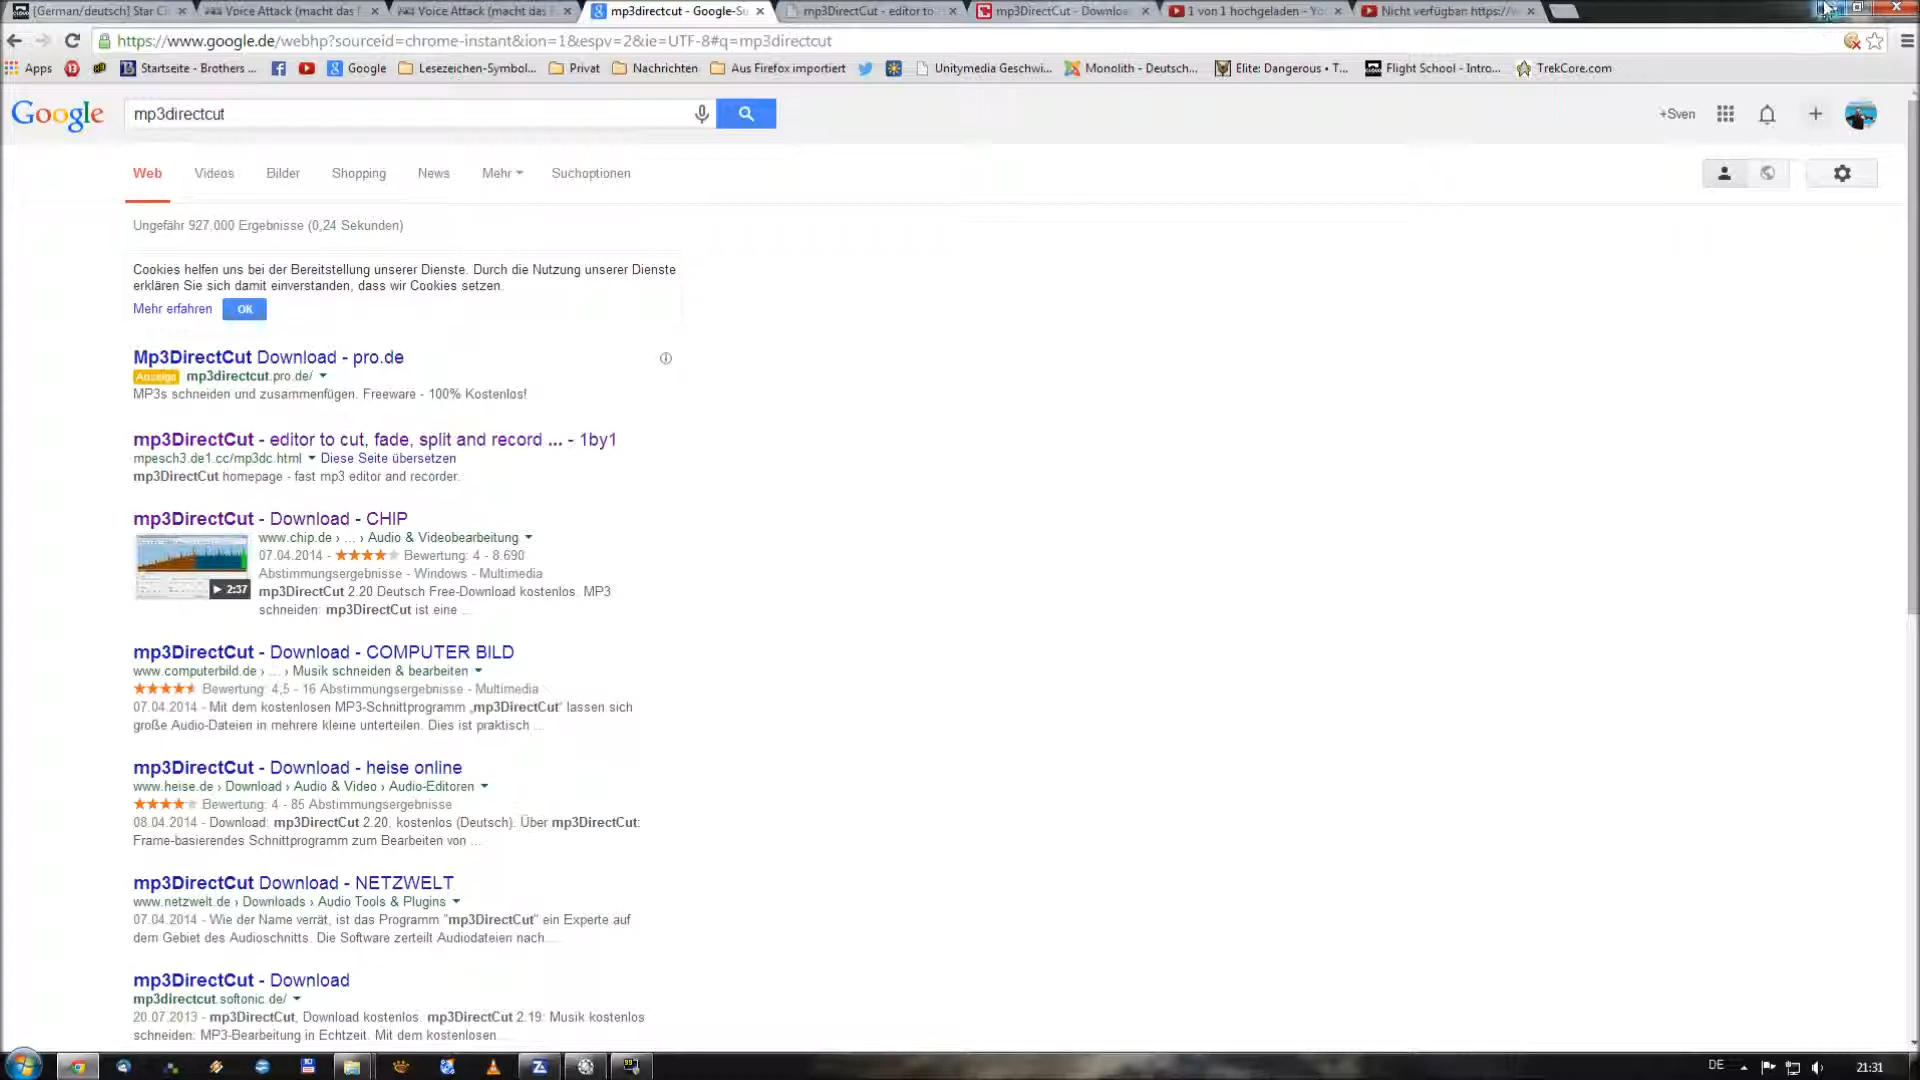 [German/deutsch] Star Ci
Voice Attack (macht das
Voice Attack (macht das
mp3directcut - Google-Su
mp3DirectCut - editor to
mp3DirectCut - Downloa
1 von 1 hochgeladen - Yo
Nicht verfügbar: https://w
https://www.google.de/webhp?sourceid=chrome-instant&ion=1&espv=2&ie=UTF-8#q=mp3directcut
Apps
Startseite - Brothers ...
Google
Lesezeichen-Symbol...
Privat
Nachrichten
Aus Firefox importiert
Unitymedia Geschwi...
Monolith - Deutsch...
Elite: Dangerous • T...
Flight School - Intro...
TrekCore.com
Google
mp3directcut
+Sven
Web
Videos
Bilder
Shopping
News
Mehr
Suchoptionen
Ungefähr 927.000 Ergebnisse (0,24 Sekunden)
Cookies helfen uns bei der Bereitstellung unserer Dienste. Durch die Nutzung unserer Dienste
erklären Sie sich damit einverstanden, dass wir Cookies setzen.
Mehr erfahren
OK
Mp3DirectCut Download - pro.de
Anzeige mp3directcut.pro.de/
MP3s schneiden und zusammenfügen. Freeware - 100% Kostenlos!
mp3DirectCut - editor to cut, fade, split and record ... - 1by1
mpesch3.de1.cc/mp3dc.html Diese Seite übersetzen
mp3DirectCut homepage - fast mp3 editor and recorder.
mp3DirectCut - Download - CHIP
www.chip.de › ... › Audio & Videobearbeitung
07.04.2014 - ★★★★★ Bewertung: 4 - 8.690
Abstimmungsergebnisse - Windows - Multimedia
2:37
mp3DirectCut 2.20 Deutsch Free-Download kostenlos. MP3
schneiden: mp3DirectCut ist eine ...
mp3DirectCut - Download - COMPUTER BILD
www.computerbild.de › ... › Musik schneiden & bearbeiten
★★★★★ Bewertung: 4,5 - 16 Abstimmungsergebnisse - Multimedia
07.04.2014 - Mit dem kostenlosen MP3-Schnittprogramm „mp3DirectCut“ lassen sich
große Audio-Dateien in mehrere kleine unterteilen. Dies ist praktisch ...
mp3DirectCut - Download - heise online
www.heise.de › Download › Audio & Video › Audio-Editoren
★★★★★ Bewertung: 4 - 85 Abstimmungsergebnisse
08.04.2014 - Download: mp3DirectCut 2.20, kostenlos (Deutsch). Über mp3DirectCut:
Frame-basierendes Schnittprogramm zum Bearbeiten von ...
mp3DirectCut Download - NETZWELT
www.netzwelt.de › Downloads › Audio Tools & Plugins
07.04.2014 - Wie der Name verrät, ist das Programm "mp3DirectCut" ein Experte auf
dem Gebiet des Audioschnitts. Die Software zerteilt Audiodateien nach ...
mp3DirectCut - Download
mp3directcut.softonic.de/
20.07.2013 - mp3DirectCut, Download kostenlos. mp3DirectCut 2.19: Musik kostenlos
schneiden: MP3-Bearbeitung in Echtzeit. Mit dem kostenlosen ...
DE
21:31